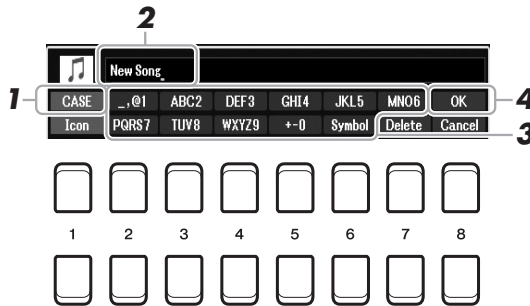 2
New Song_
1 CASE _,@1 ABC2 DEF3 GHI4 JKL5 MNO6 OK 4
Icon PQRS7 TUV8 WXYZ9 +-0 Symbol Delete Cancel 3
1 2 3 4 5 6 7 8